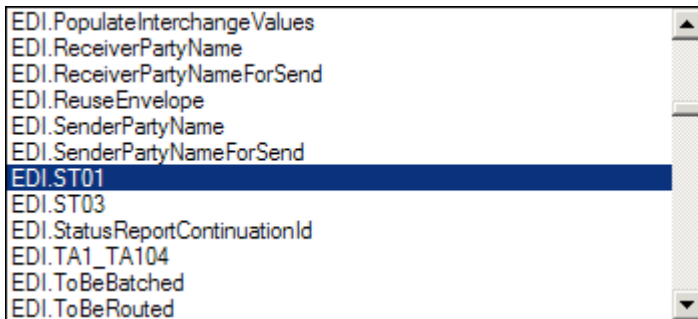 EDI.PopulateInterchangeValues
EDI.ReceiverPartyName
EDI.ReceiverPartyNameForSend
EDI.ReuseEnvelope
EDI.SenderPartyName
EDI.SenderPartyNameForSend
EDI.ST01
EDI.ST03
EDI.StatusReportContinuationId
EDI.TA1_TA104
EDI.ToBeBatched
EDI.ToBeRouted